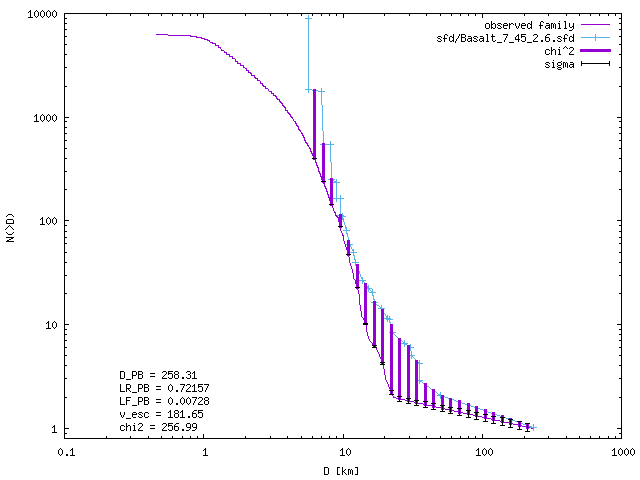 10000
1000
100
10
1
0.1 1 10 100 1000
N(>D)
D [km]
observed family
sfd/Basalt_7_45_2.6.sfd
chi^2
sigma
D_PB = 258.31
LR_PB = 0.72157
LF_PB = 0.00728
v_esc = 181.65
chi2 = 256.99